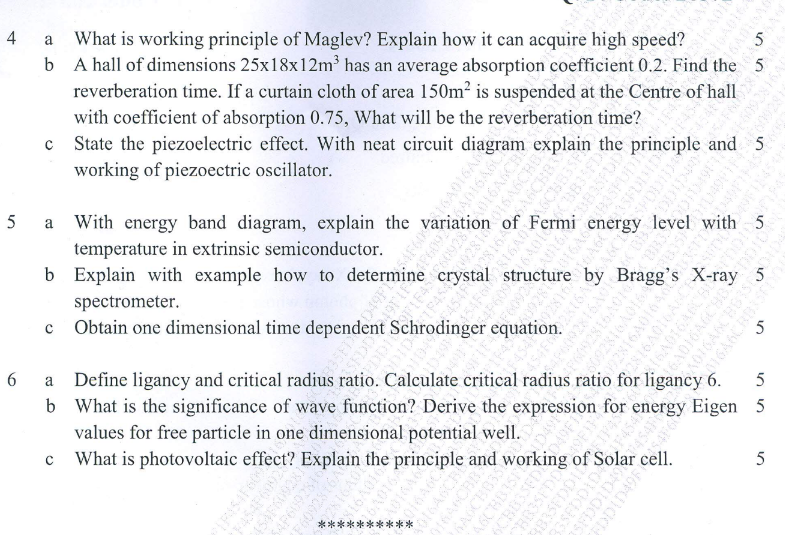 4 a What is working principle of Maglev? Explain how it can acquire high speed? 5
b A hall of dimensions 25x18x12m³ has an average absorption coefficient 0.2. Find the 5
reverberation time. If a curtain cloth of area 150m² is suspended at the Centre of hall
with coefficient of absorption 0.75, What will be the reverberation time?
c State the piezoelectric effect. With neat circuit diagram explain the principle and 5
working of piezoectric oscillator.
5 a With energy band diagram, explain the variation of Fermi energy level with 5
temperature in extrinsic semiconductor.
b Explain with example how to determine crystal structure by Bragg's X-ray 5
spectrometer.
c Obtain one dimensional time dependent Schrodinger equation. 5
6 a Define ligancy and critical radius ratio. Calculate critical radius ratio for ligancy 6. 5
b What is the significance of wave function? Derive the expression for energy Eigen 5
values for free particle in one dimensional potential well.
c What is photovoltaic effect? Explain the principle and working of Solar cell. 5
**********